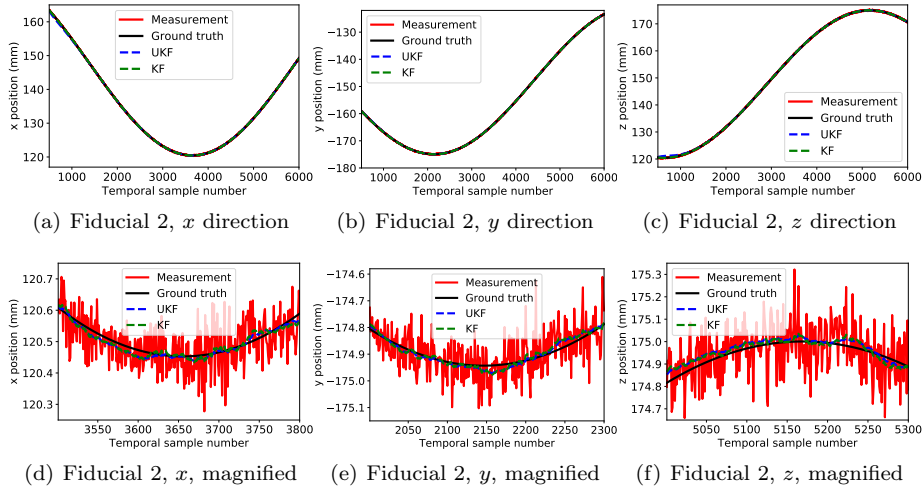 160
150
140
130
120
x position (mm)
Measurement
Ground truth
UKF
KF
1000 2000 3000 4000 5000 6000
Temporal sample number
(a) Fiducial 2, x direction
−130
−140
−150
−160
−170
−180
y position (mm)
Measurement
Ground truth
UKF
KF
1000 2000 3000 4000 5000 6000
Temporal sample number
(b) Fiducial 2, y direction
170
160
150
140
130
120
z position (mm)
Measurement
Ground truth
UKF
KF
1000 2000 3000 4000 5000 6000
Temporal sample number
(c) Fiducial 2, z direction
120.7
120.6
120.5
120.4
120.3
x position (mm)
Measurement
Ground truth
UKF
KF
3550 3600 3650 3700 3750 3800
Temporal sample number
(d) Fiducial 2, x, magnified
−174.6
−174.7
−174.8
−174.9
−175.0
−175.1
y position (mm)
Measurement
Ground truth
UKF
KF
2050 2100 2150 2200 2250 2300
Temporal sample number
(e) Fiducial 2, y, magnified
175.3
175.2
175.1
175.0
174.9
174.8
174.7
z position (mm)
Measurement
Ground truth
UKF
KF
5050 5100 5150 5200 5250 5300
Temporal sample number
(f) Fiducial 2, z, magnified